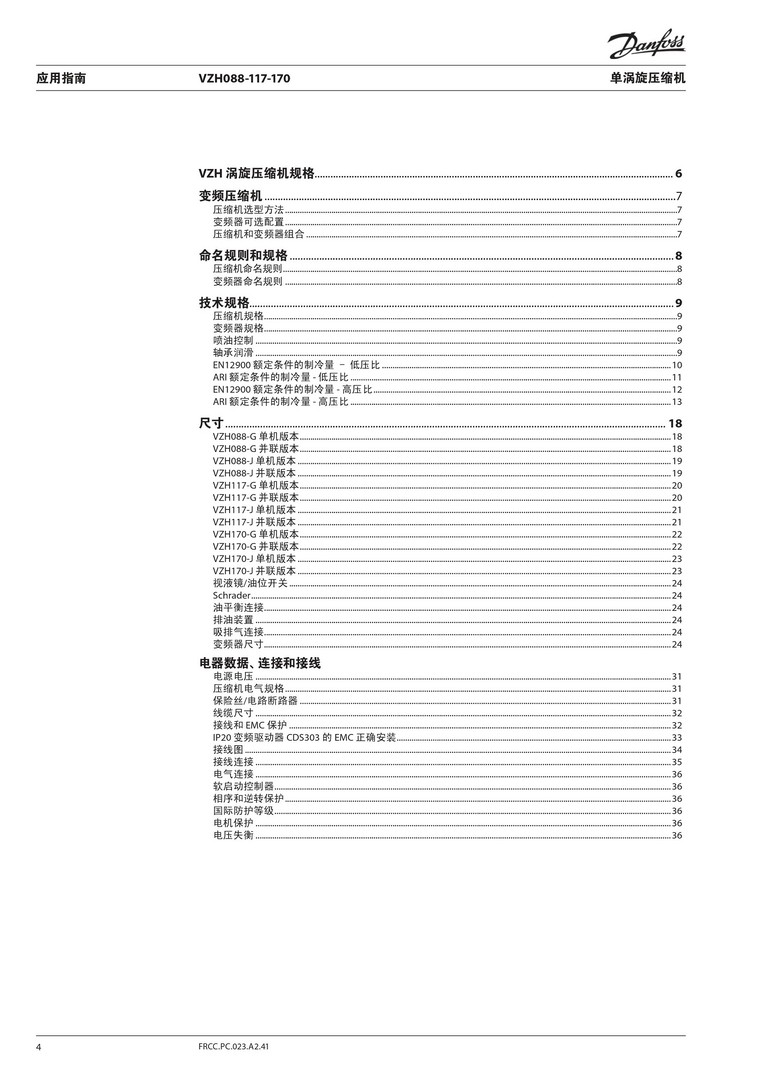 Danfoss
应用指南 VZH088-117-170 单涡旋压缩机
VZH 涡旋压缩机规格 6
变频压缩机 7
压缩机选型方法 7
变频器可选配置 7
压缩机和变频器组合 7
命名规则和规格 8
压缩机命名规则 8
变频器命名规则 8
技术规格 9
压缩机规格 9
变频器规格 9
喷油控制 9
轴承润滑 9
EN12900 额定条件的制冷量 – 低压比 10
ARI 额定条件的制冷量 - 低压比 11
EN12900 额定条件的制冷量 - 高压比 12
ARI 额定条件的制冷量 - 高压比 13
尺寸 18
VZH088-G 单机版本 18
VZH088-G 并联版本 18
VZH088-J 单机版本 19
VZH088-J 并联版本 19
VZH117-G 单机版本 20
VZH117-G 并联版本 20
VZH117-J 单机版本 21
VZH117-J 并联版本 21
VZH170-G 单机版本 22
VZH170-G 并联版本 22
VZH170-J 单机版本 23
VZH170-J 并联版本 23
视液镜/油位开关 24
Schrader 24
油平衡连接 24
排油装置 24
吸排气连接 24
变频器尺寸 24
电器数据、连接和接线
电源电压 31
压缩机电气规格 31
保险丝/电路断路器 31
线缆尺寸 32
接线和 EMC 保护 32
IP20 变频驱动器 CDS303 的 EMC 正确安装 33
接线图 34
接线连接 35
电气连接 36
软启动控制器 36
相序和逆转保护 36
国际防护等级 36
电机保护 36
电压失衡 36
4 FRCC.PC.023.A2.41